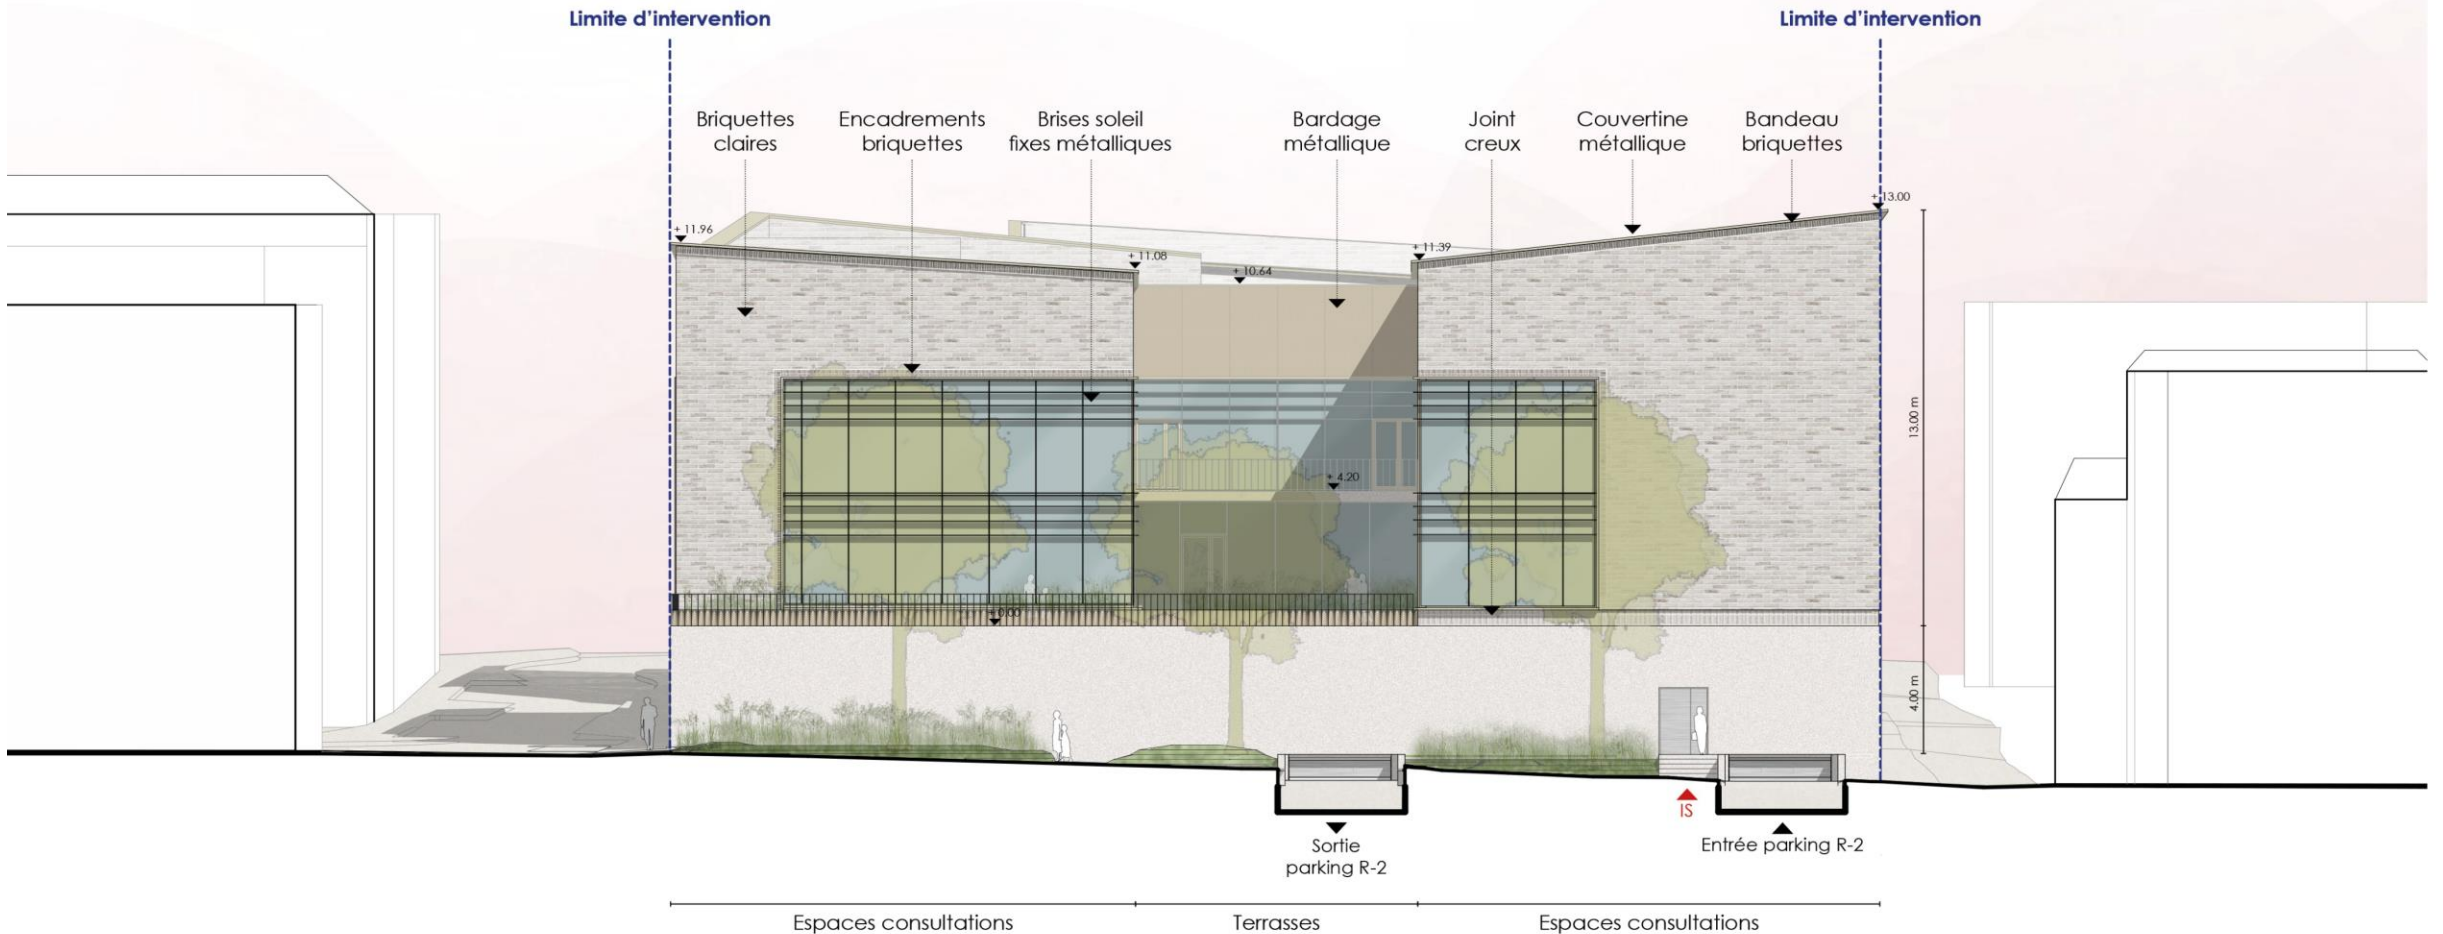 Limite d'intervention
Limite d'intervention
Briquettes
claires
Encadrements
briquettes
Brises soleil
fixes métalliques
Bardage
métallique
Joint
creux
Couvertine
métallique
Bandeau
briquettes
+ 13.00
+ 11.96
+ 11.08
+ 10.64
+ 11.39
13.00 m
+ 4.20
+ 0.00
4.00 m
IS
Sortie
parking R-2
Entrée parking R-2
Espaces consultations
Terrasses
Espaces consultations